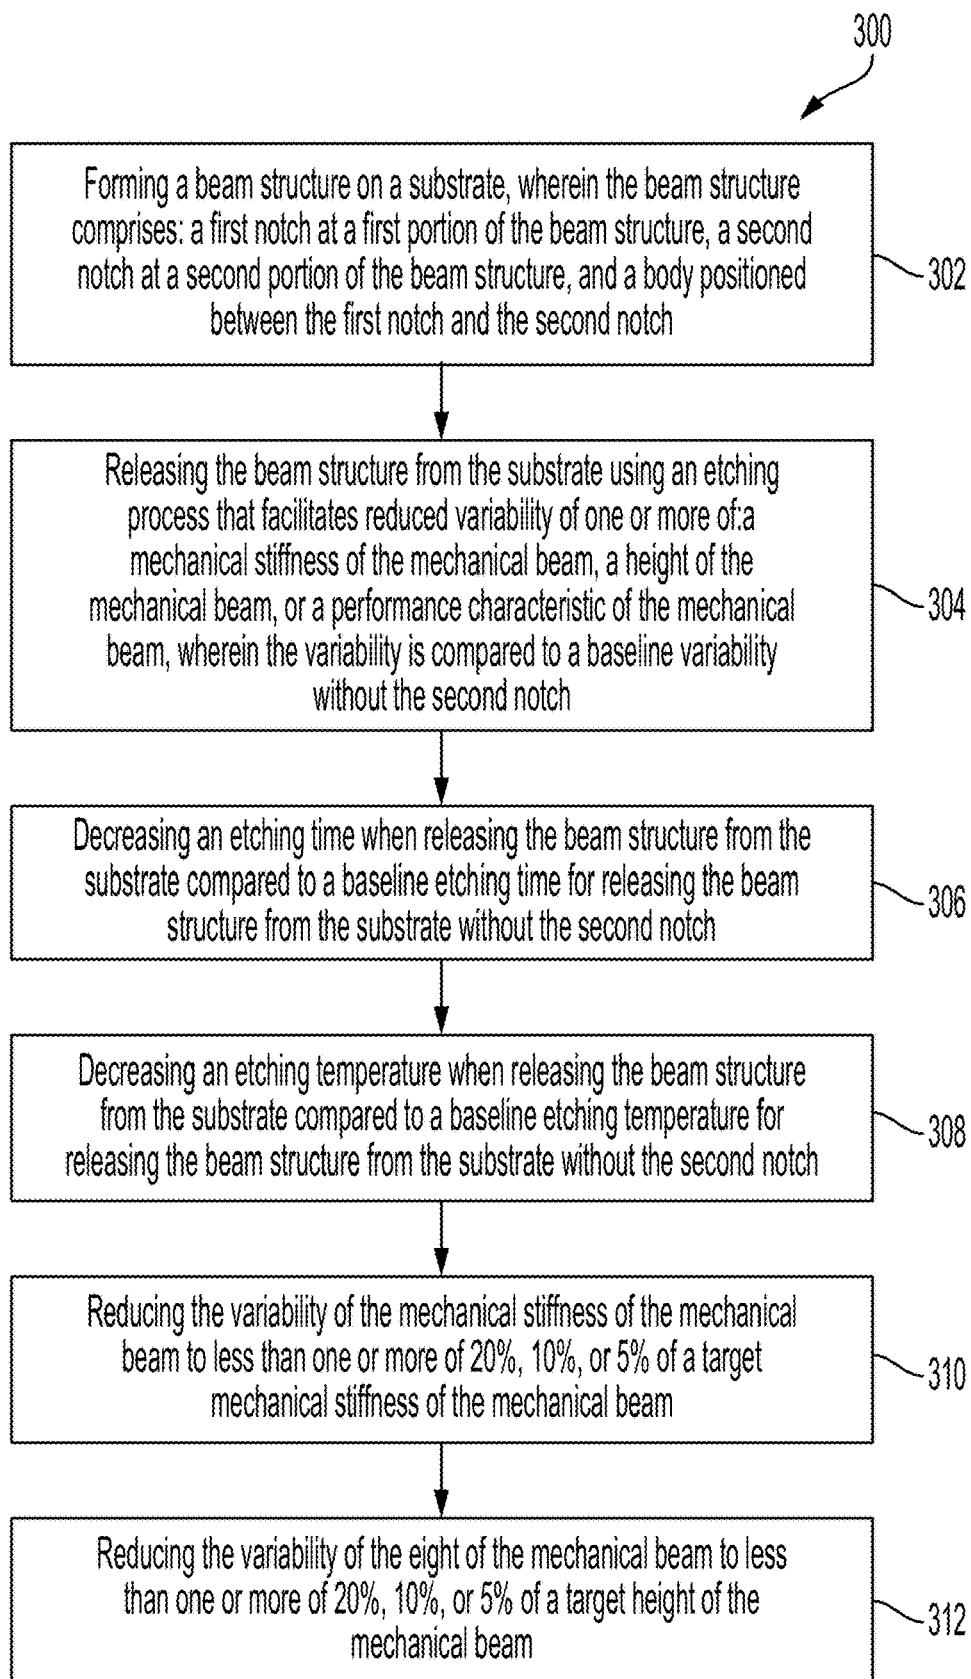 300
Forming a beam structure on a substrate, wherein the beam structure
comprises: a first notch at a first portion of the beam structure, a second
notch at a second portion of the beam structure, and a body positioned
between the first notch and the second notch
302
Releasing the beam structure from the substrate using an etching
process that facilitates reduced variability of one or more of:a
mechanical stiffness of the mechanical beam, a height of the
mechanical beam, or a performance characteristic of the mechanical
beam, wherein the variability is compared to a baseline variability
without the second notch
304
Decreasing an etching time when releasing the beam structure from the
substrate compared to a baseline etching time for releasing the beam
structure from the substrate without the second notch
306
Decreasing an etching temperature when releasing the beam structure
from the substrate compared to a baseline etching temperature for
releasing the beam structure from the substrate without the second notch
308
Reducing the variability of the mechanical stiffness of the mechanical
beam to less than one or more of 20%, 10%, or 5% of a target
mechanical stiffness of the mechanical beam
310
Reducing the variability of the eight of the mechanical beam to less
than one or more of 20%, 10%, or 5% of a target height of the
mechanical beam
312